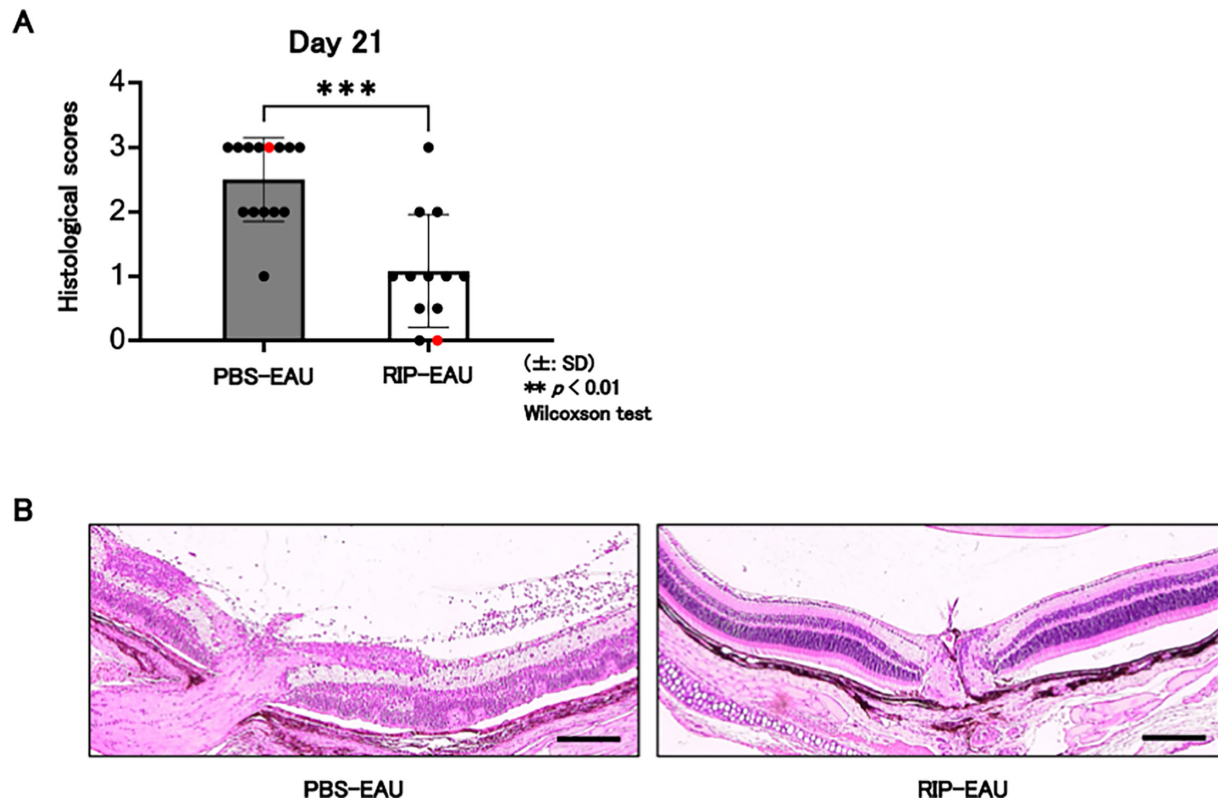 A
Day 21
***
4
3
2
1
0
Histological scores
PBS-EAU
RIP-EAU
(±: SD)
** p < 0.01
Wilcoxson test
B
PBS-EAU
RIP-EAU